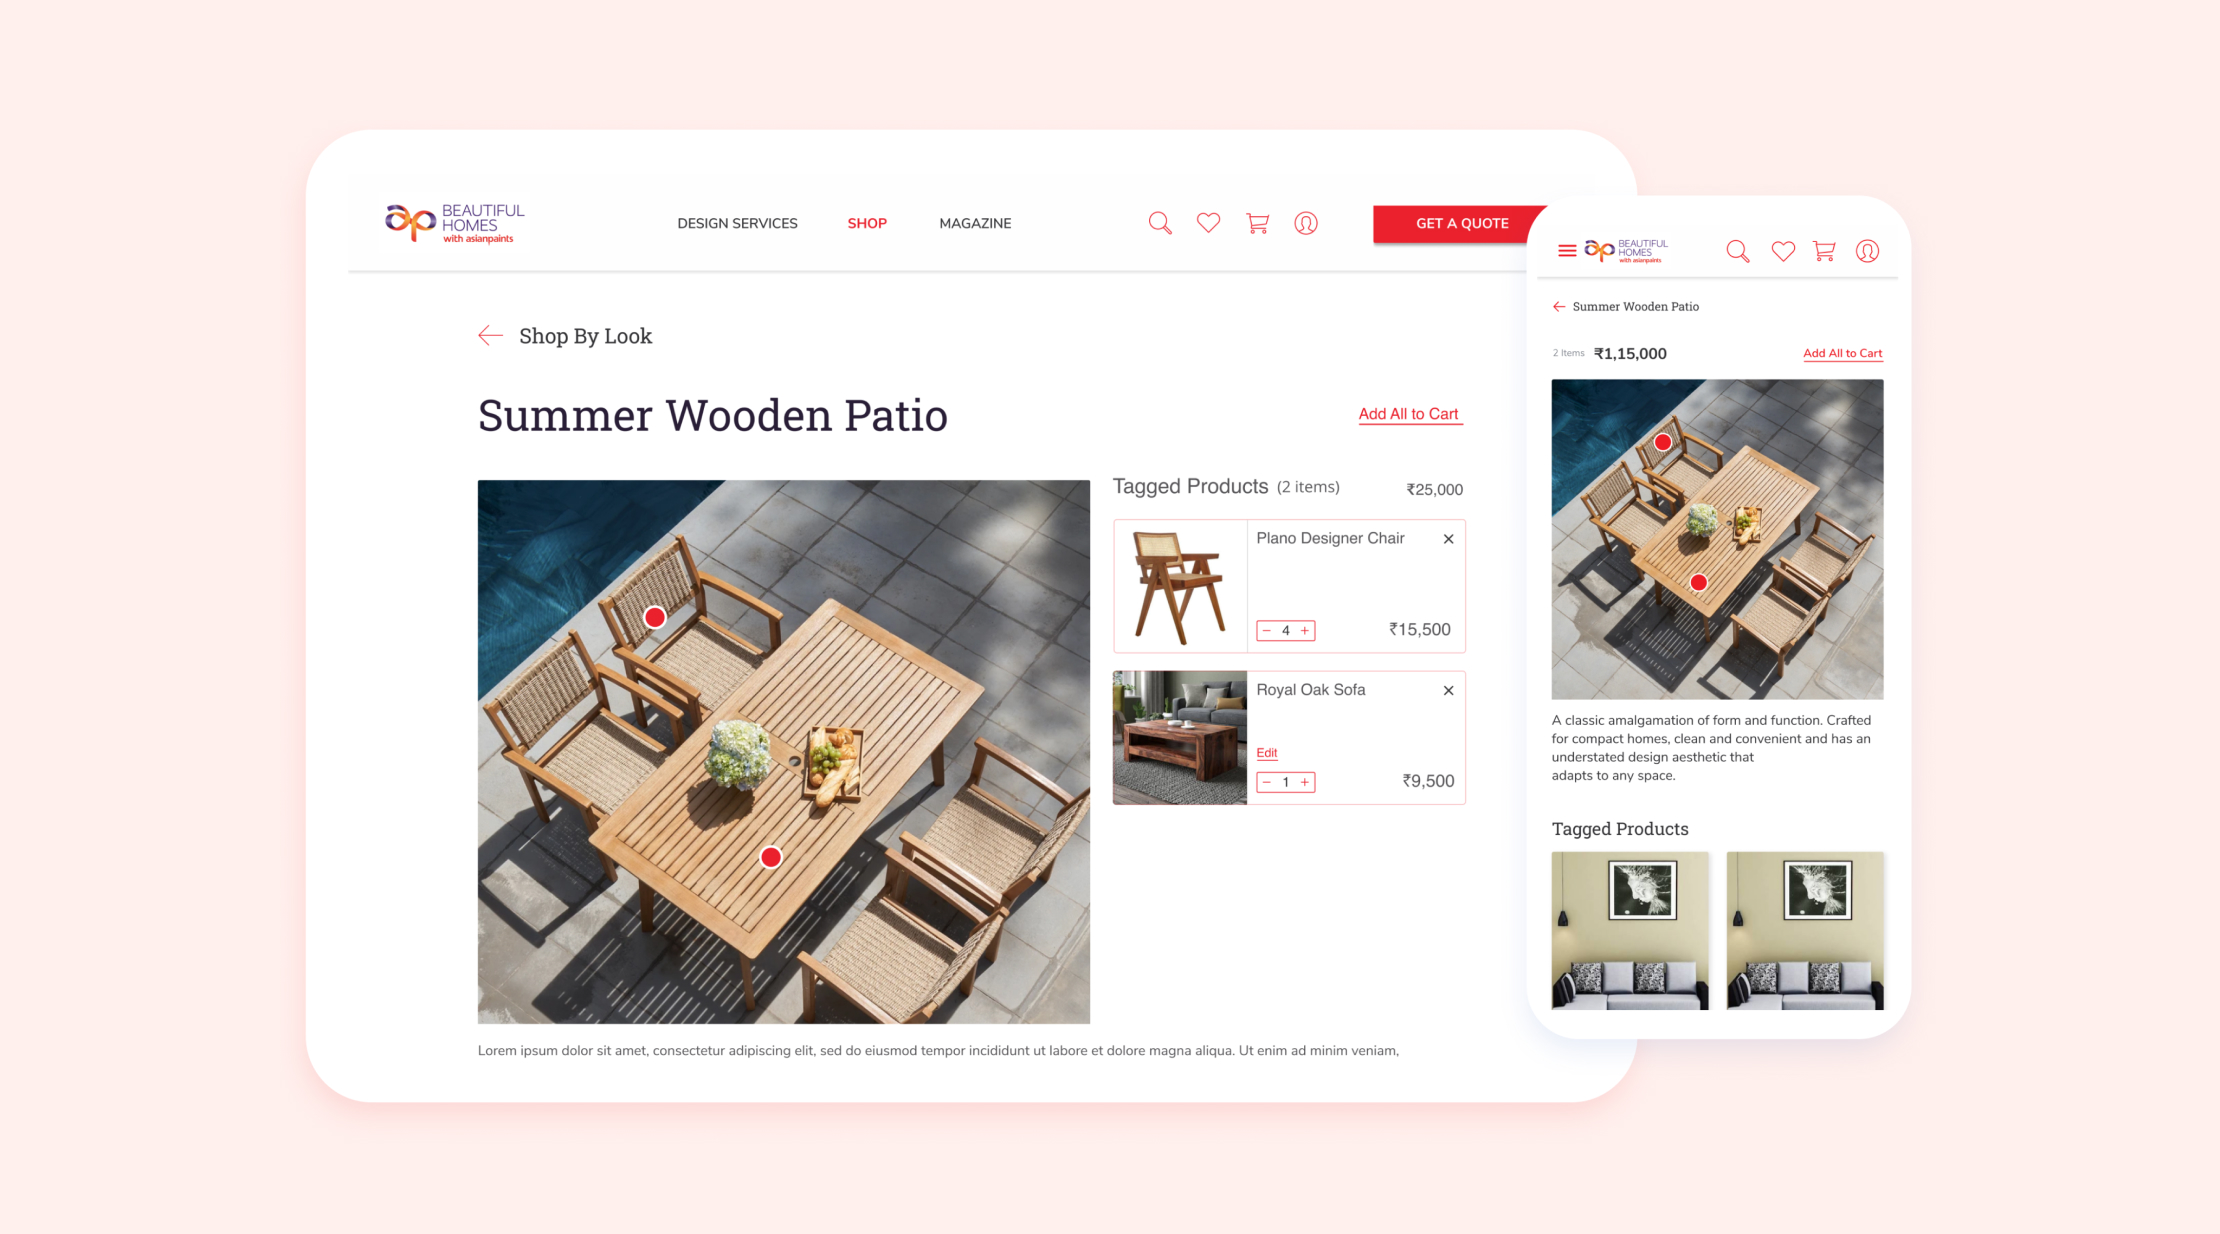 BEAUTIFUL
HOMES
with asianpaints
DESIGN SERVICES
SHOP
MAGAZINE
GET A QUOTE
Shop By Look
Summer Wooden Patio
Add All to Cart
Tagged Products (2 items)
₹25,000
Plano Designer Chair
4
₹15,500
Royal Oak Sofa
Edit
1
₹9,500
Lorem ipsum dolor sit amet, consectetur adipiscing elit, sed do eiusmod tempor incididunt ut labore et dolore magna aliqua. Ut enim ad minim veniam,
BEAUTIFUL
HOMES
with asianpaints
Summer Wooden Patio
2 Items ₹1,15,000
Add All to Cart
A classic amalgamation of form and function. Crafted
for compact homes, clean and convenient and has an
understated design aesthetic that
adapts to any space.
Tagged Products